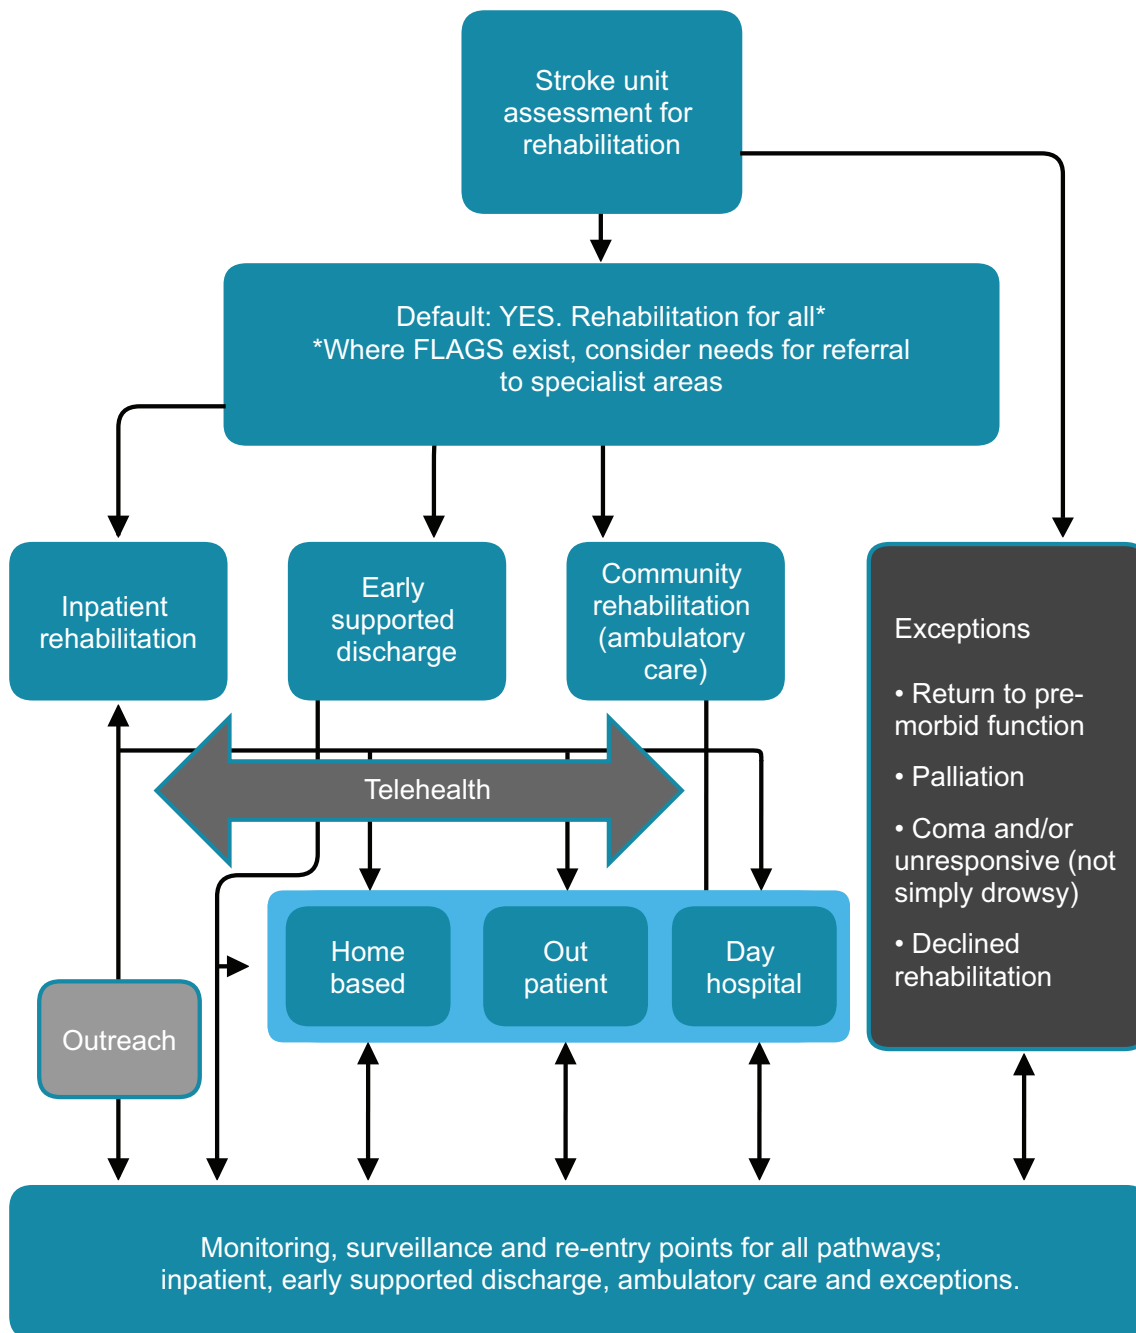 Stroke unit
assessment for
rehabilitation
Default: YES. Rehabilitation for all*
*Where FLAGS exist, consider needs for referral
to specialist areas
Inpatient
rehabilitation
Early
supported
discharge
Community
rehabilitation
(ambulatory
care)
Exceptions
• Return to pre-
morbid function
• Palliation
• Coma and/or
unresponsive (not
simply drowsy)
• Declined
rehabilitation
Telehealth
Home
based
Out
patient
Day
hospital
Outreach
Monitoring, surveillance and re-entry points for all pathways;
inpatient, early supported discharge, ambulatory care and exceptions.